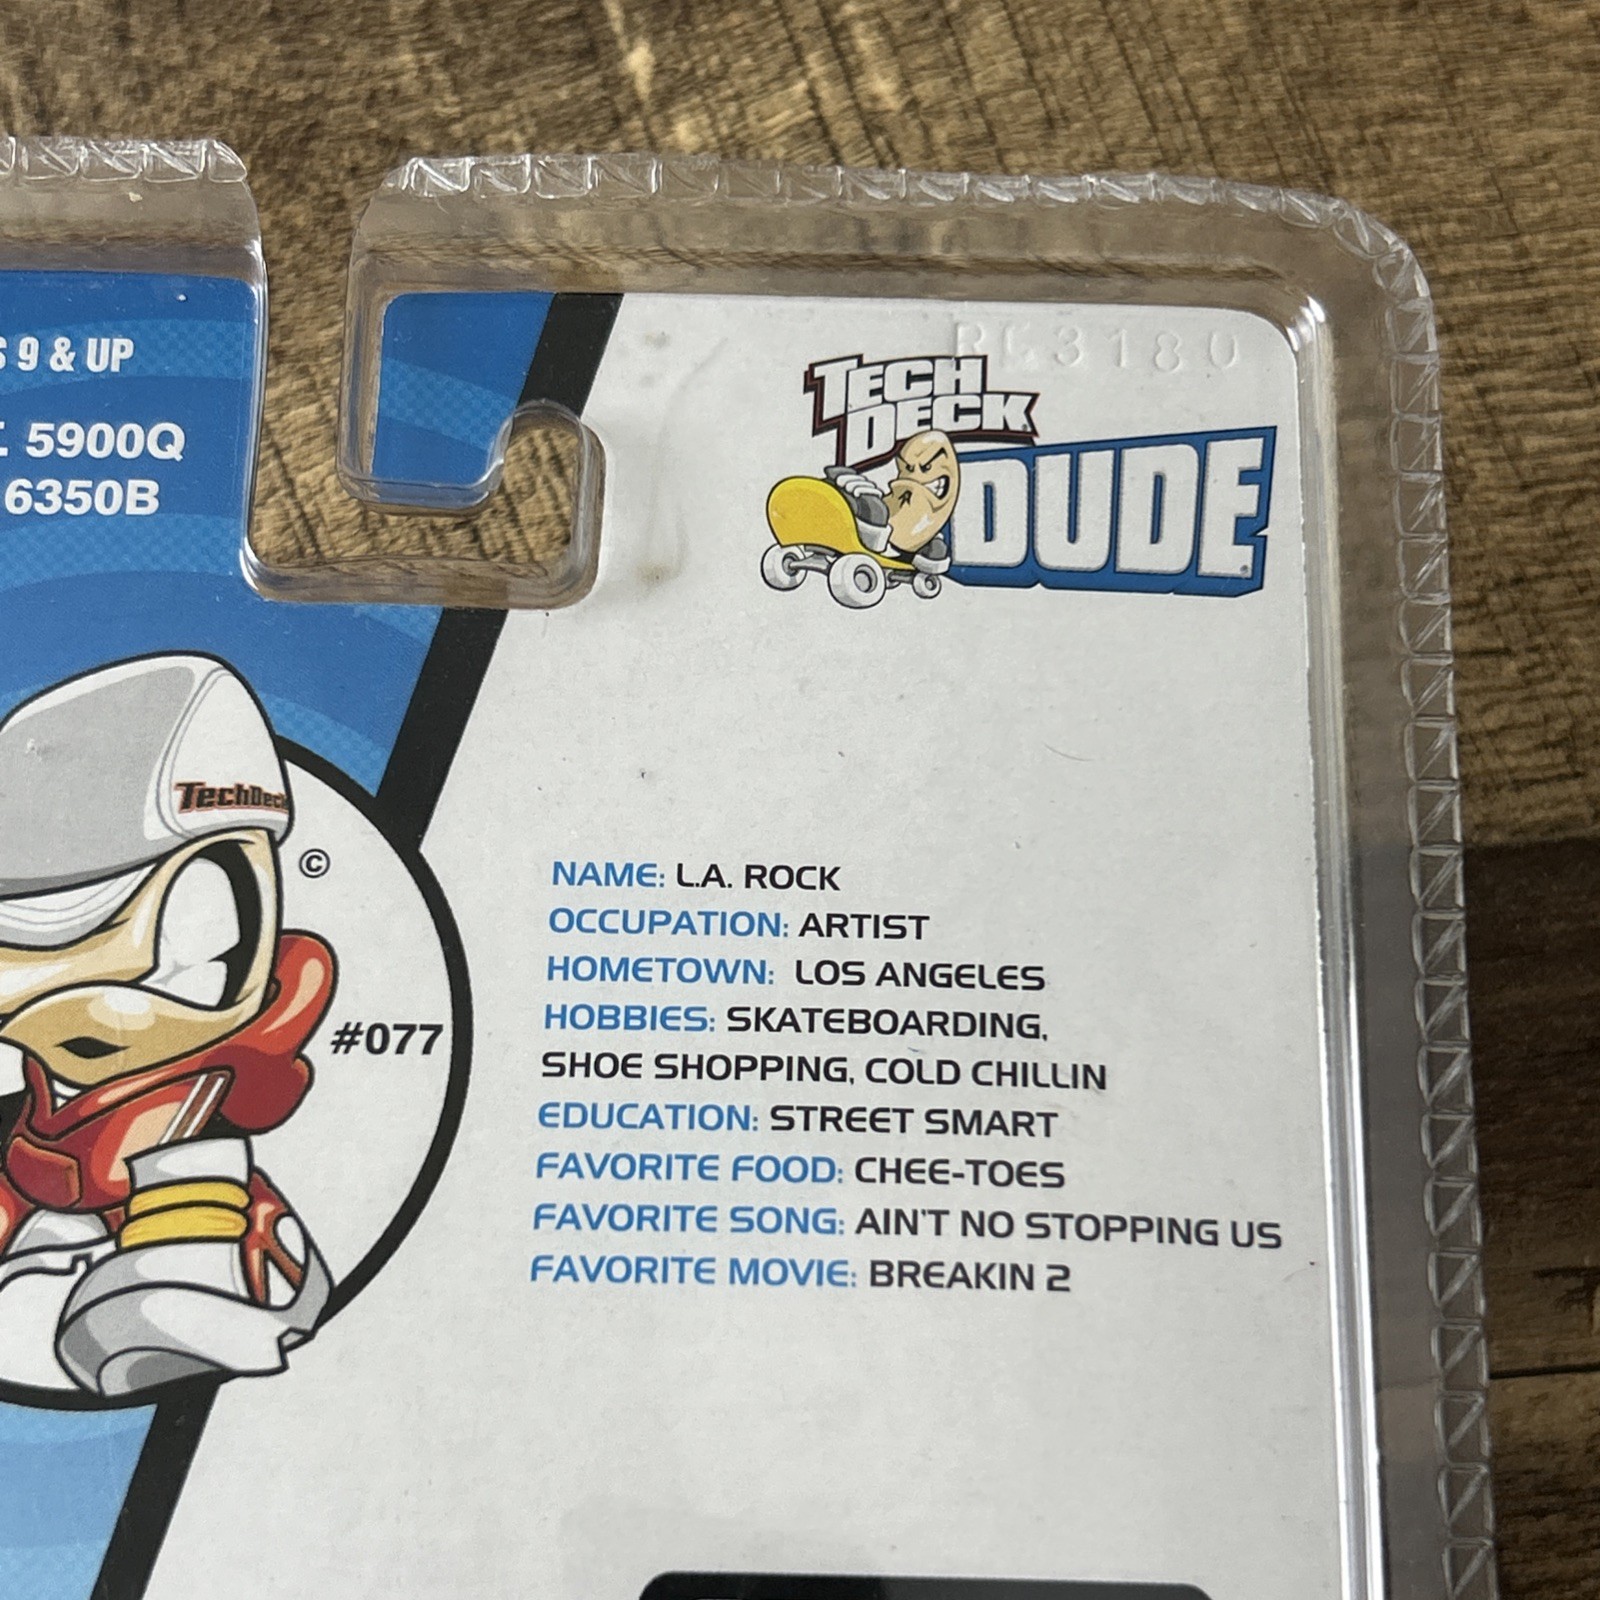 9 & UP
5900Q
6350B
3180
TECH
DECK
DUDE
TechDeck
©
#077
NAME: L.A. ROCK
OCCUPATION: ARTIST
HOMETOWN: LOS ANGELES
HOBBIES: SKATEBOARDING,
SHOE SHOPPING, COLD CHILLIN
EDUCATION: STREET SMART
FAVORITE FOOD: CHEE-TOES
FAVORITE SONG: AIN'T NO STOPPING US
FAVORITE MOVIE: BREAKIN 2